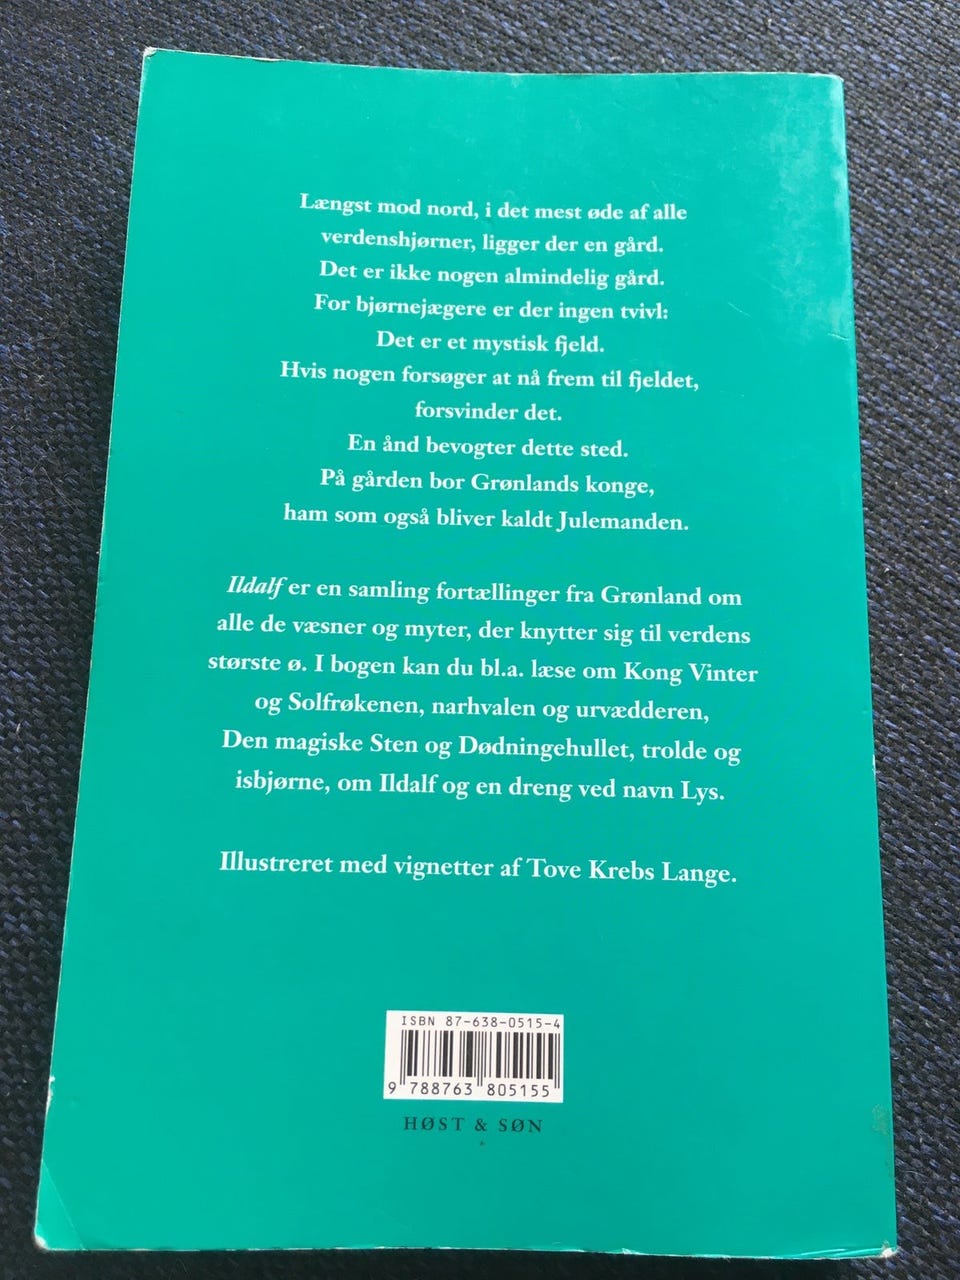 Længst mod nord, i det mest øde af alle
verdenshjørner, ligger der en gård.
Det er ikke nogen almindelig gård.
For bjørnejægere er der ingen tvivl:
Det er et mystisk fjeld.
Hvis nogen forsøger at nå frem til fjeldet,
forsvinder det.
En ånd bevogter dette sted.
På gården bor Grønlands konge,
ham som også bliver kaldt Julemanden.
Ildalf er en samling fortællinger fra Grønland om
alle de væsner og myter, der knytter sig til verdens
største ø. I bogen kan du bl.a. læse om Kong Vinter
og Solfrøkenen, narhvalen og urvædderen,
Den magiske Sten og Dødningehullet, trolde og
isbjørne, om Ildalf og en dreng ved navn Lys.
Illustreret med vignetter af Tove Krebs Lange.
ISBN 87-638-0515-4
9 788763 805155
HØST & SØN